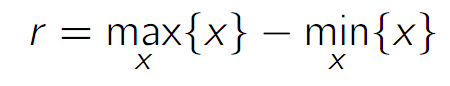 r = max{x} − min{x}
x x